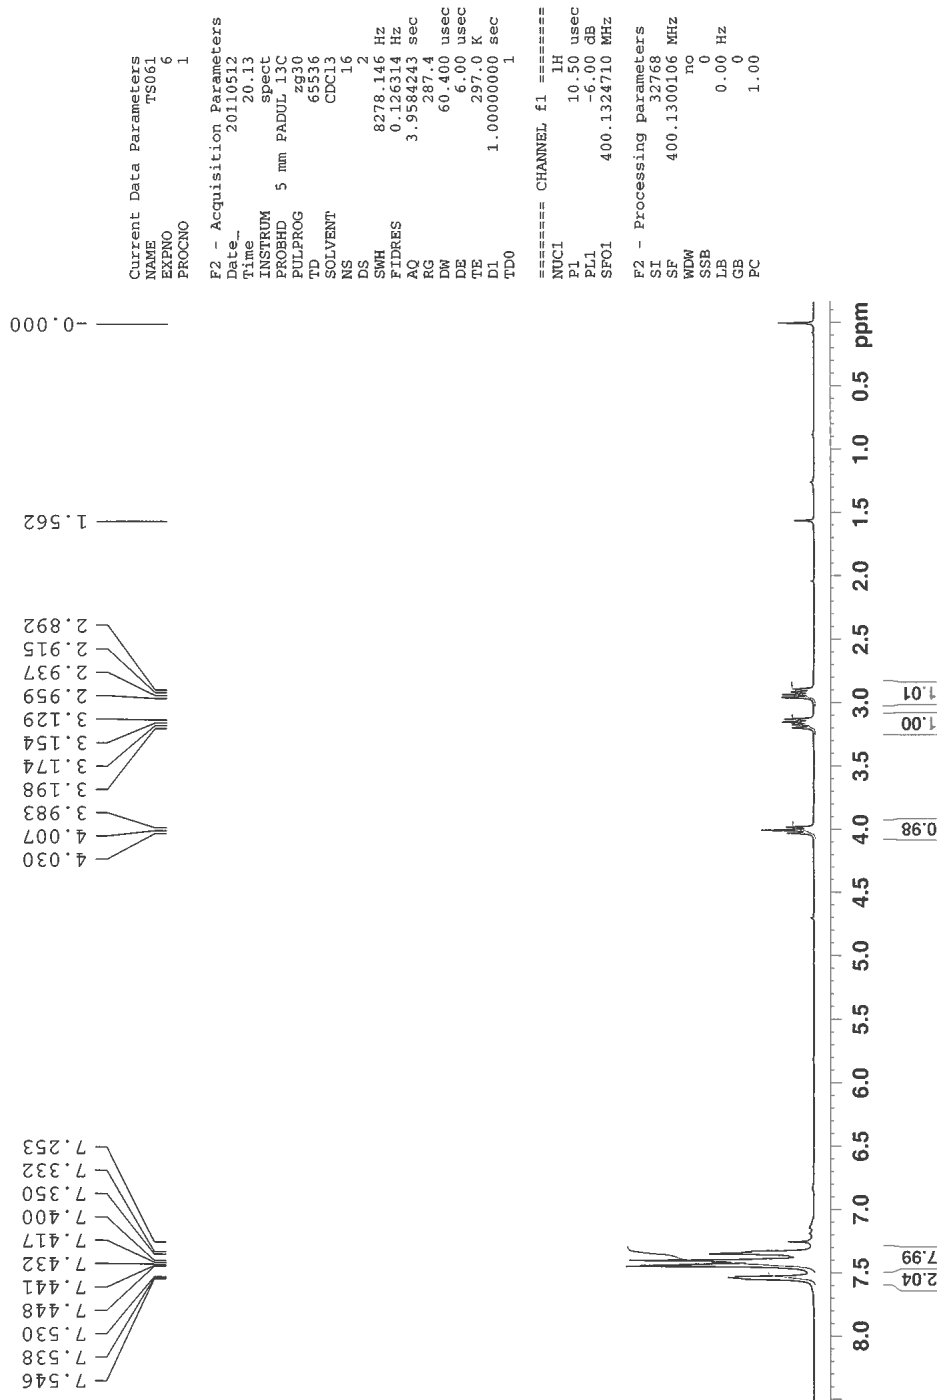 Current Data Parameters
NAME TS061
EXPNO 6
PROCNO 1
F2 - Acquisition Parameters
Date_ 20110512
Time 20.13
INSTRUM spect
PROBHD 5 mm PADUL 13C
PULPROG zg30
TD 65536
SOLVENT CDCl3
NS 16
DS 2
SWH 8278.146 Hz
FIDRES 0.126314 Hz
AQ 3.9584243 sec
RG 287.4
DW 60.400 usec
DE 6.00 usec
TE 297.0 K
D1 1.00000000 sec
TD0 1
======== CHANNEL f1 ========
NUC1 1H
P1 10.50 usec
PL1 -6.00 dB
SFO1 400.1324710 MHz
F2 - Processing parameters
SI 32768
SF 400.1300106 MHz
WDW no
SSB 0
LB 0.00 Hz
GB 0
PC 1.00
7.546
7.538
7.530
7.448
7.441
7.432
7.417
7.400
7.350
7.332
7.253
4.030
4.007
3.983
3.198
3.174
3.154
3.129
2.959
2.937
2.915
2.892
1.562
-0.000
8.0 7.5 7.0 6.5 6.0 5.5 5.0 4.5 4.0 3.5 3.0 2.5 2.0 1.5 1.0 0.5 ppm
2.04
7.99
0.98
1.00
1.01